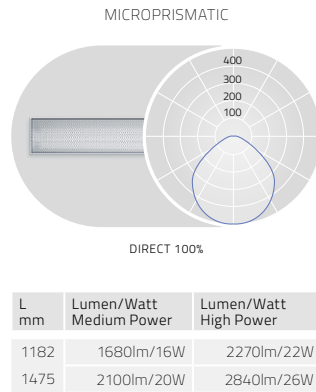 MICROPRISMATIC
400
300
200
100
DIRECT 100%
L mm Lumen/Watt Medium Power Lumen/Watt High Power
1182 1680lm/16W 2270lm/22W
1475 2100lm/20W 2840lm/26W